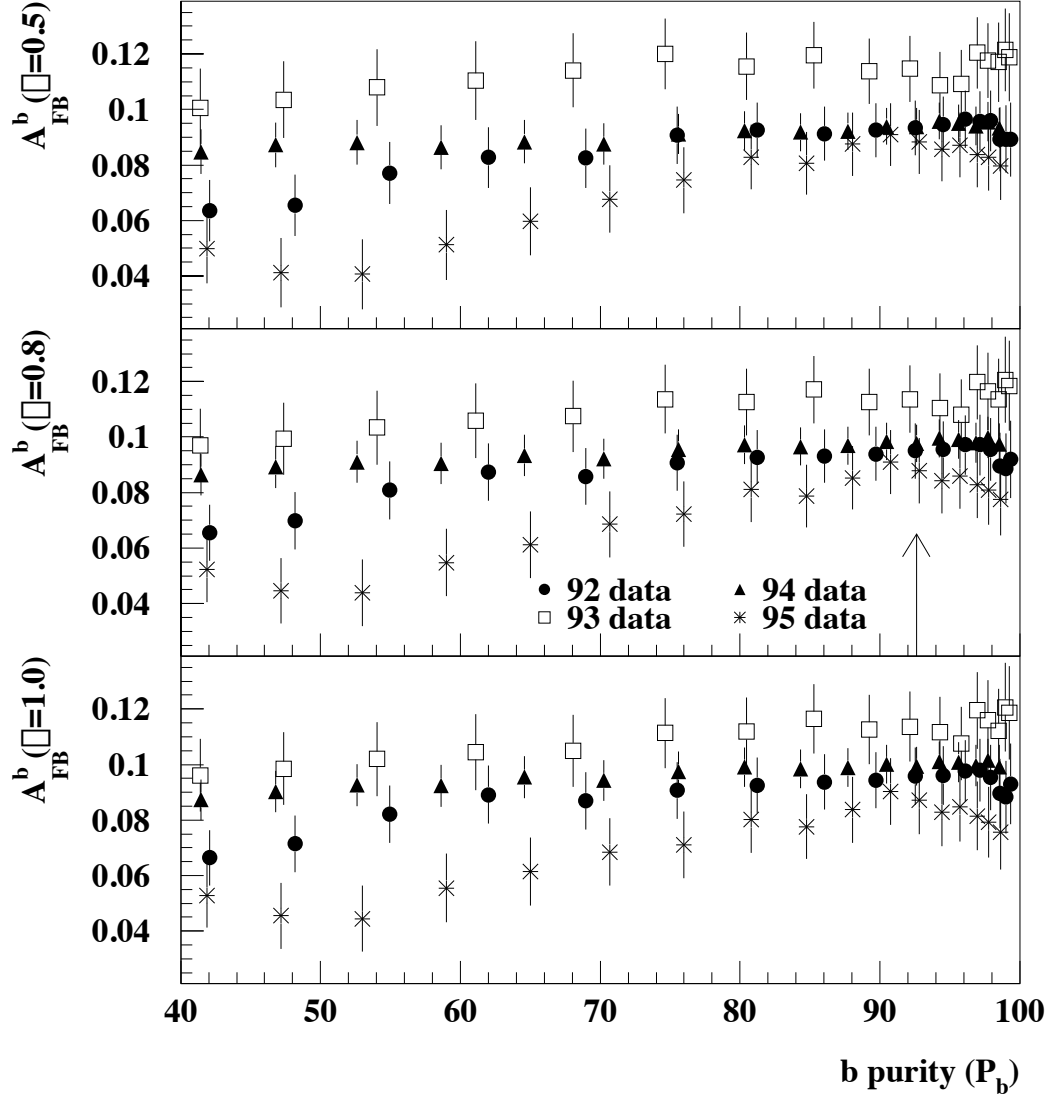 A^b_FB (□=0.5)
0.12
0.1
0.08
0.06
0.04
A^b_FB (□=0.8)
0.12
0.1
0.08
0.06
0.04
92 data
94 data
93 data
95 data
A^b_FB (□=1.0)
0.12
0.1
0.08
0.06
0.04
40 50 60 70 80 90 100
b purity (P_b)